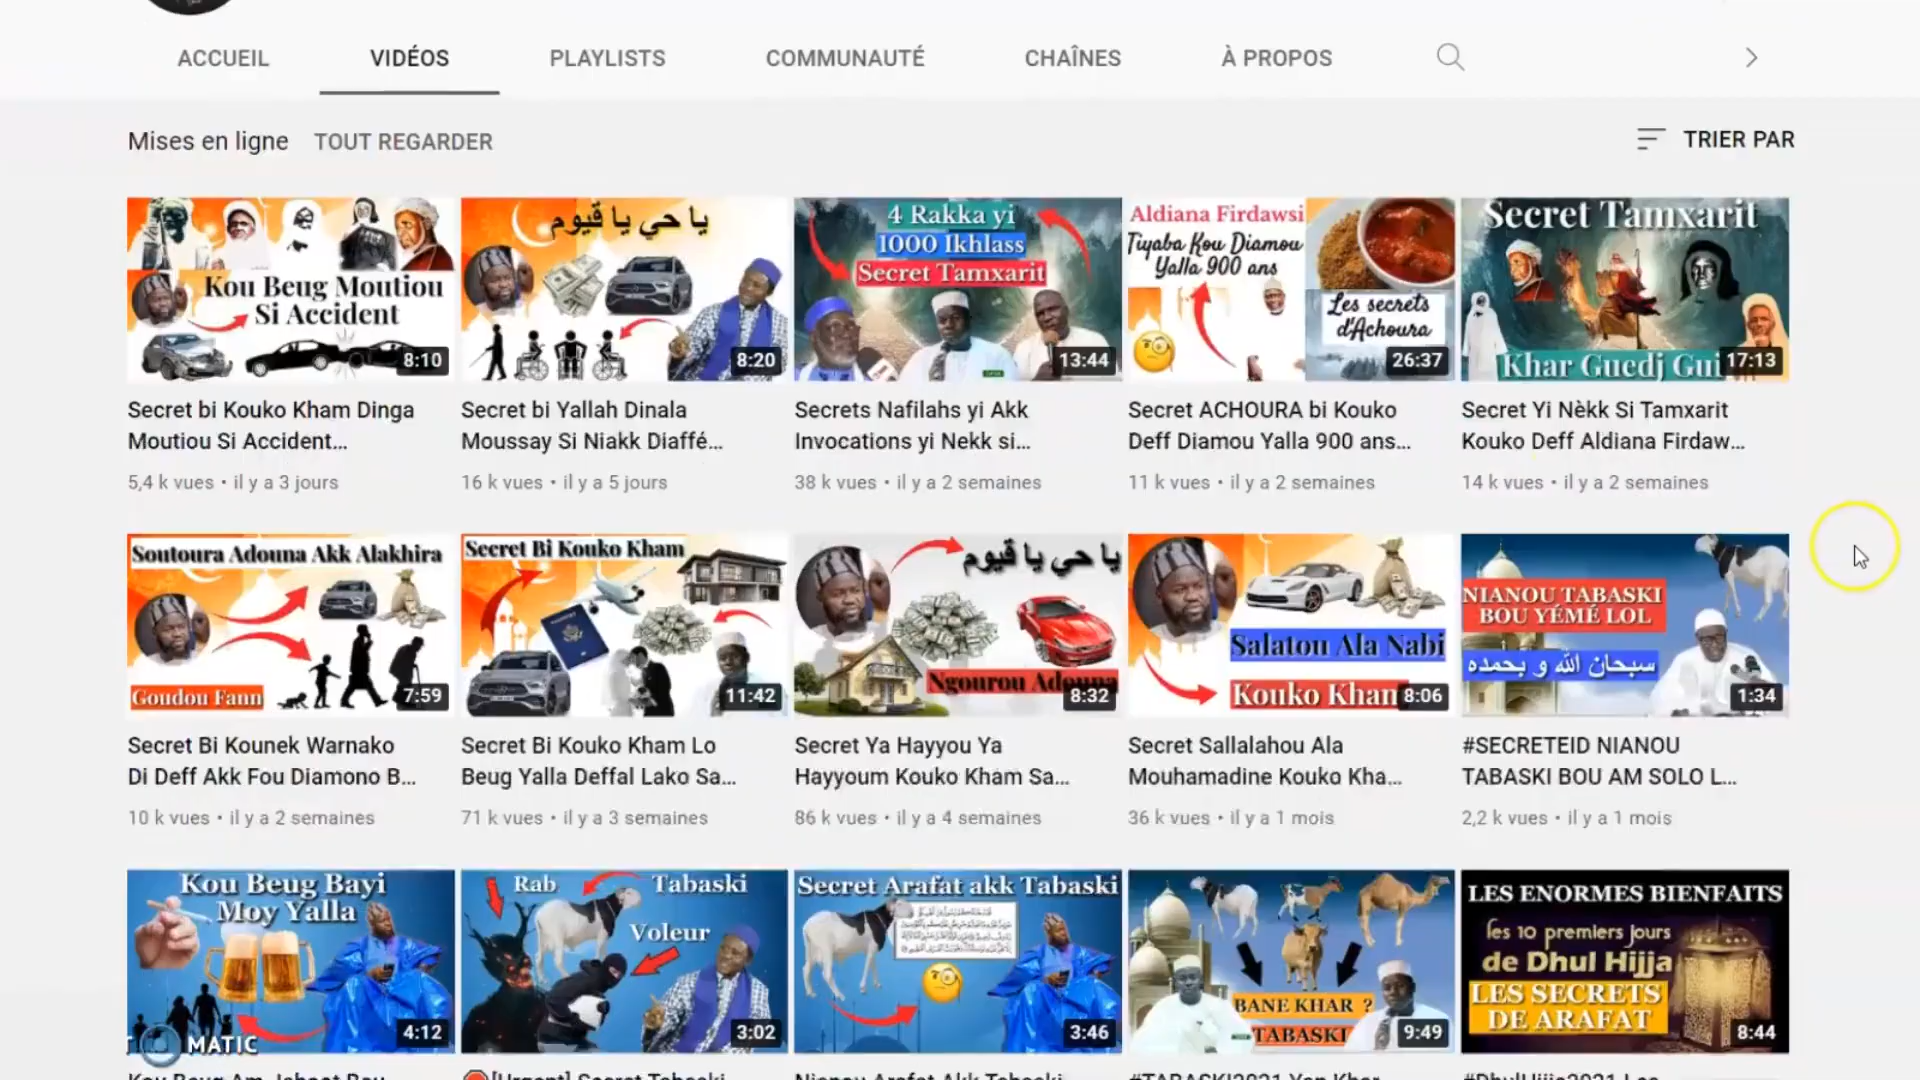 ACCUEIL
VIDÉOS
PLAYLISTS
COMMUNAUTÉ
CHAÎNES
À PROPOS
Mises en ligne
TOUT REGARDER
TRIER PAR
Kou Beug Moutiou
Si Accident
8:10
Secret bi Kouko Kham Dinga
Moutiou Si Accident...
5,4 k vues • il y a 3 jours
يا حي يا قيوم
8:20
Secret bi Yallah Dinala
Moussay Si Niakk Diaffé...
16 k vues • il y a 5 jours
4 Rakka yi
1000 Ikhlass
Secret Tamxarit
13:44
Secrets Nafilahs yi Akk
Invocations yi Nekk si...
38 k vues • il y a 2 semaines
Aldiana Firdawsi
Tiyaba Kou Diamou
Yalla 900 ans
Les secrets
d'Achoura
26:37
Secret ACHOURA bi Kouko
Deff Diamou Yalla 900 ans...
11 k vues • il y a 2 semaines
Secret Tamxarit
Khar Guedj Gui
17:13
Secret Yi Nèkk Si Tamxarit
Kouko Deff Aldiana Firdaw...
14 k vues • il y a 2 semaines
Soutoura Adouna Akk Alakhira
Goudou Fann
7:59
Secret Bi Kounek Warnako
Di Deff Akk Fou Diamono B...
10 k vues • il y a 2 semaines
Secret Bi Kouko Kham
PASSPORT
11:42
Secret Bi Kouko Kham Lo
Beug Yalla Deffal Lako Sa...
71 k vues • il y a 3 semaines
يا حي يا قيوم
Ngourou Adouna
8:32
Secret Ya Hayyou Ya
Hayyoum Kouko Kham Sa...
86 k vues • il y a 4 semaines
Salatou Ala Nabi
Kouko Kham
8:06
Secret Sallalahou Ala
Mouhamadine Kouko Kha...
36 k vues • il y a 1 mois
NIANOU TABASKI
BOU YÉMÉ LOL
سبحان الله و بحمده
1:34
#SECRETEID NIANOU
TABASKI BOU AM SOLO L...
2,2 k vues • il y a 1 mois
Kou Beug Bayi
Moy Yalla
MATIC
4:12
Rab
Tabaski
Voleur
3:02
Secret Arafat akk Tabaski
3:46
BANE KHAR ?
TABASKI
9:49
LES ENORMES BIENFAITS
les 10 premiers jours
de Dhul Hijja
LES SECRETS
DE ARAFAT
8:44